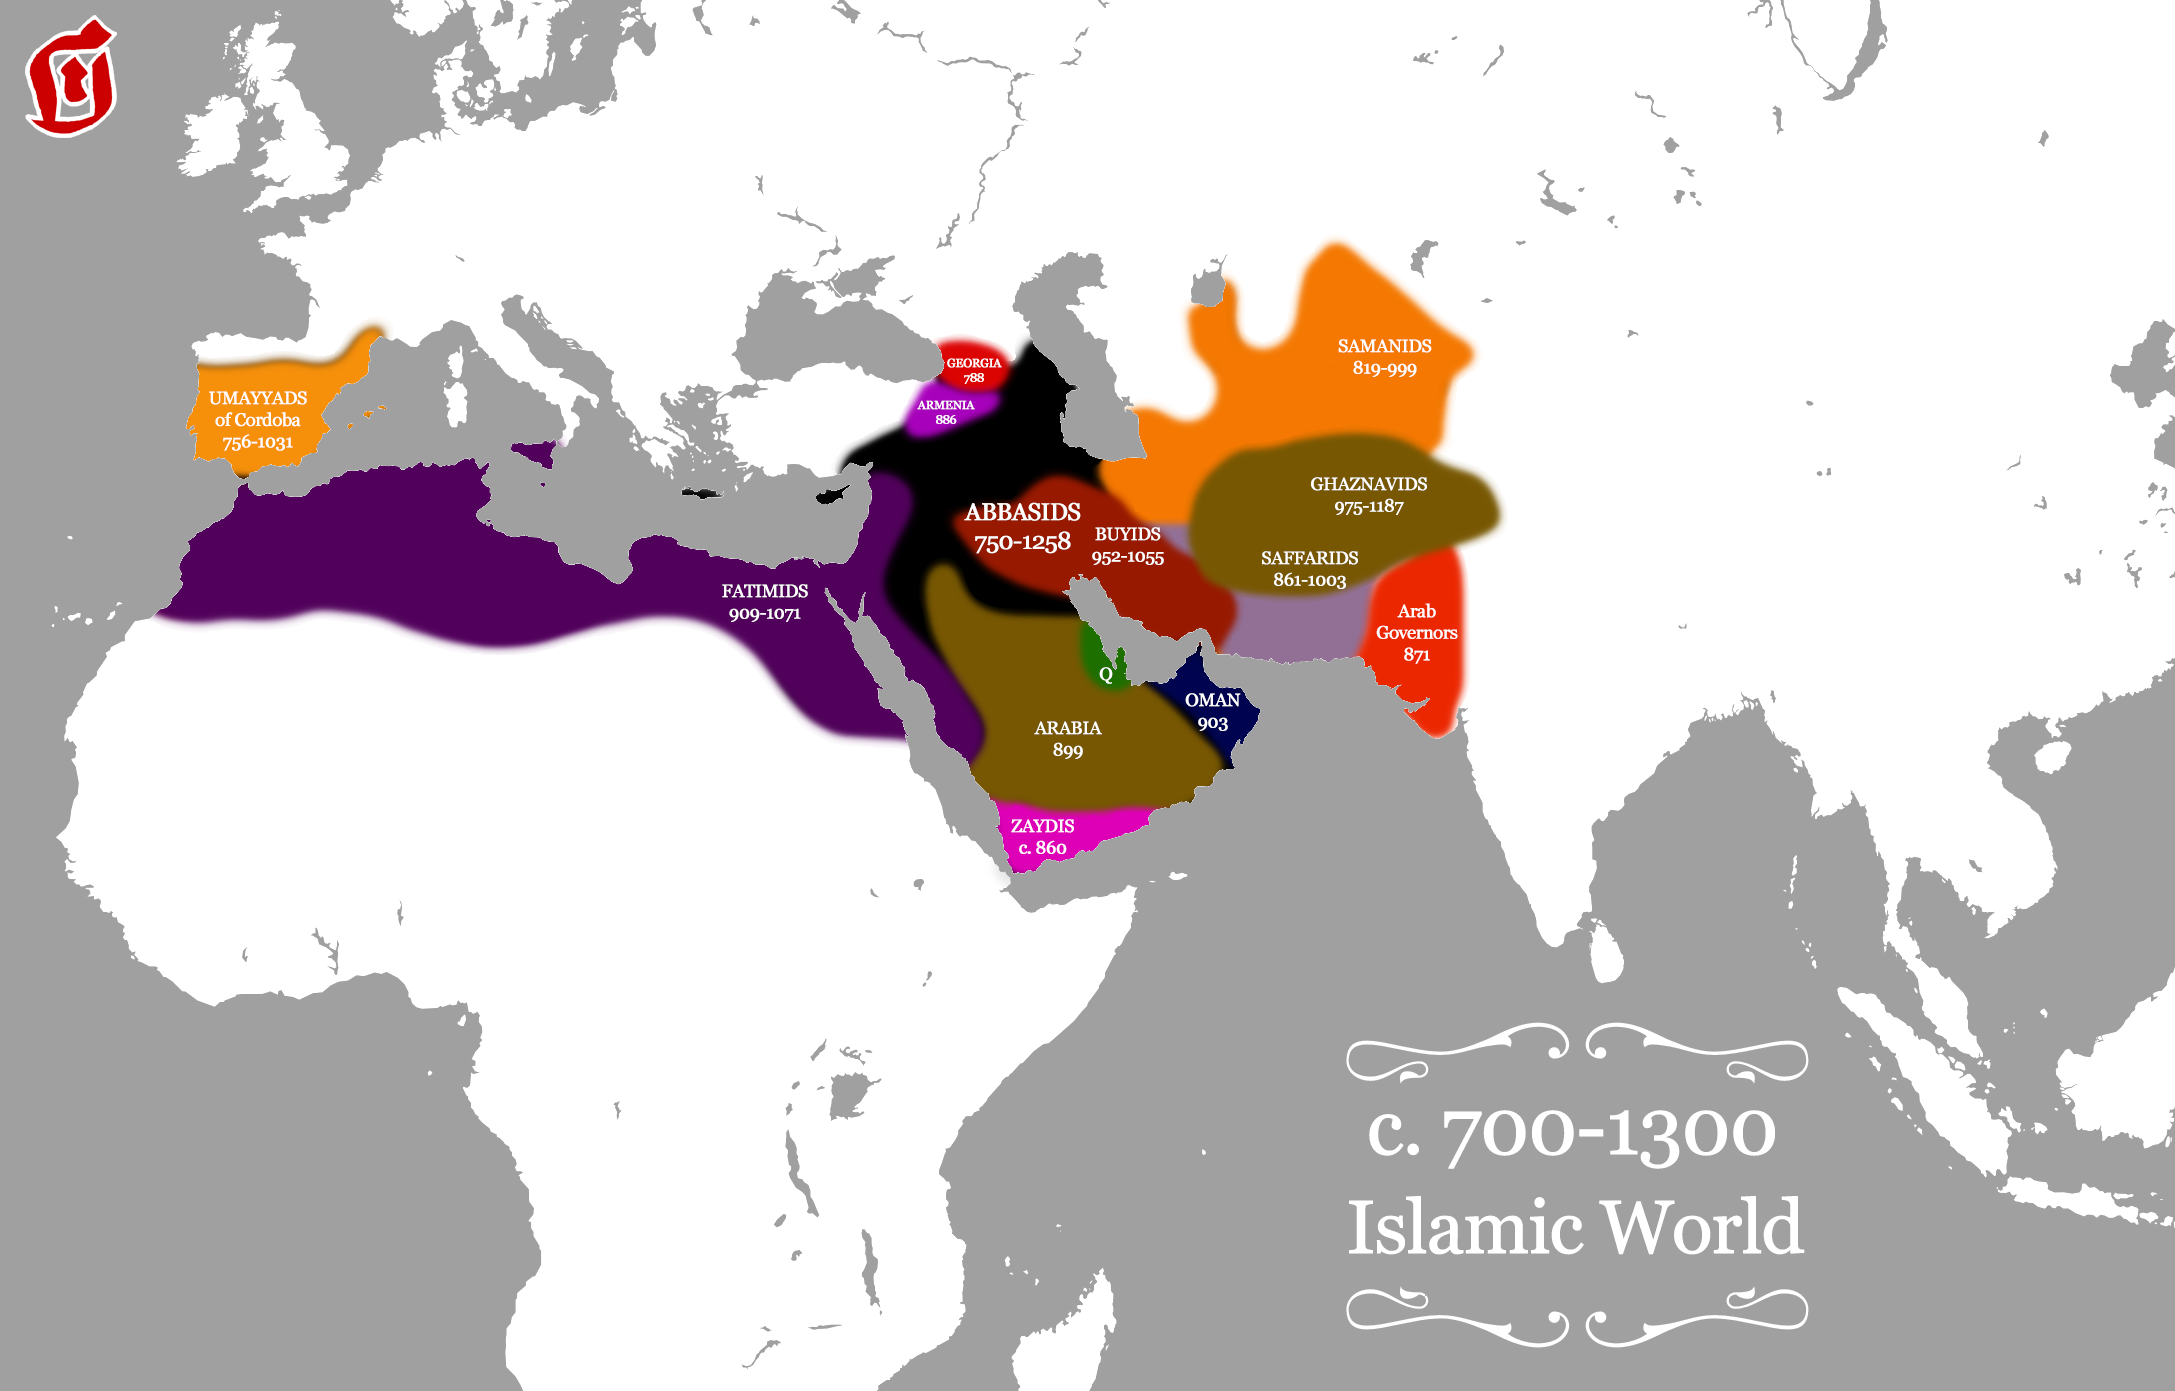 UMAYYADS
of Cordoba
756-1031
GEORGIA
788
ARMENIA
886
SAMANIDS
819-999
GHAZNAVIDS
975-1187
ABBASIDS
750-1258
BUYIDS
952-1055
SAFFARIDS
861-1003
FATIMIDS
909-1071
Arab
Governors
871
Q
OMAN
903
ARABIA
899
ZAYDIS
c. 860
c. 700-1300
Islamic World